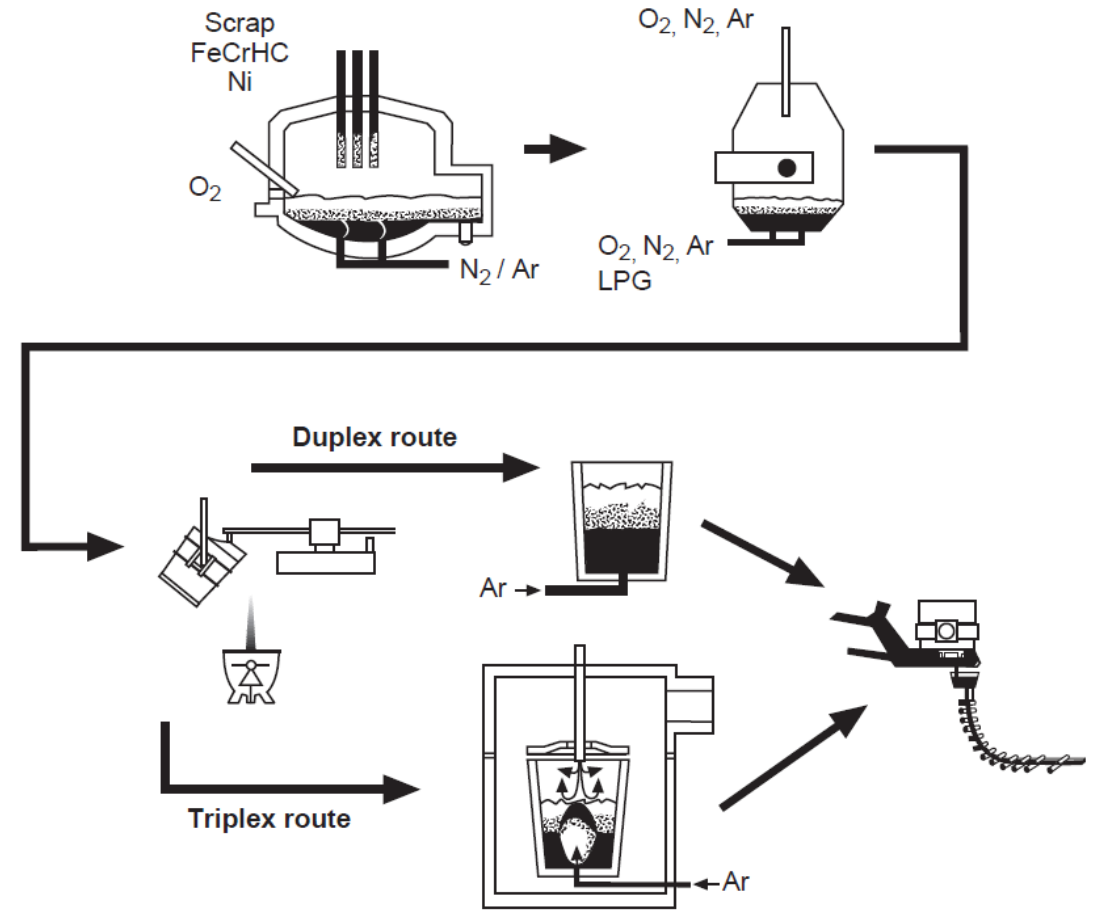 Scrap
FeCrHC
Ni
O2
N2 / Ar
O2, N2, Ar
O2, N2, Ar
LPG
Duplex route
Ar
Triplex route
Ar